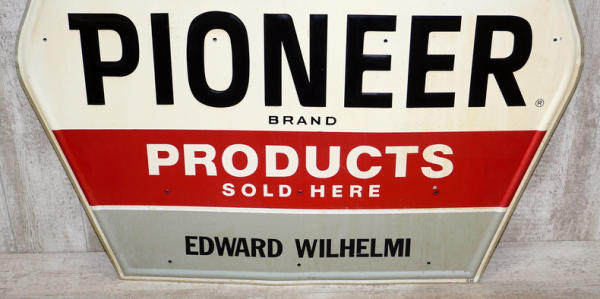 PIONEER®
BRAND
PRODUCTS
SOLD HERE
EDWARD WILHELMI